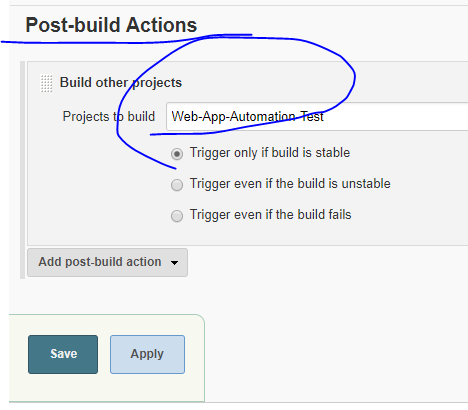 Post-build Actions
Build other projects
Projects to build Web-App-Automation-Test
Trigger only if build is stable
Trigger even if the build is unstable
Trigger even if the build fails
Add post-build action
Save Apply